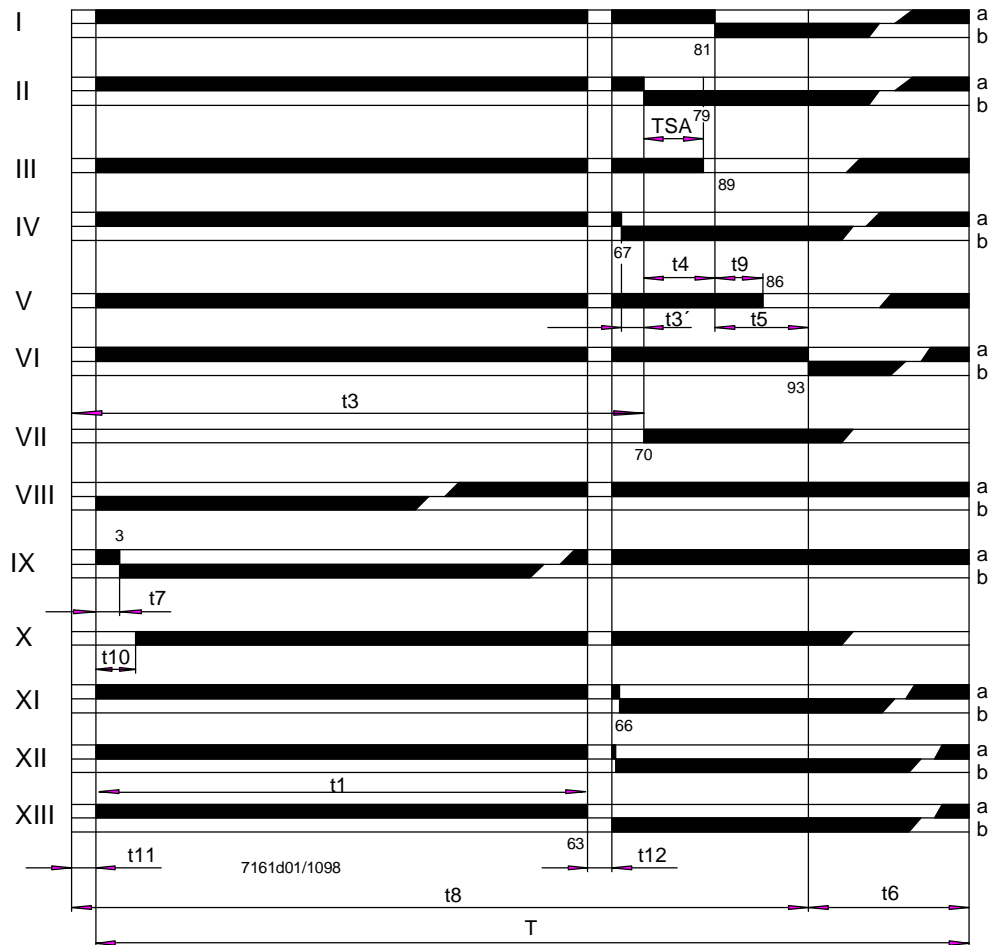 I a
b
81
II a
b
79
TSA
III
89
IV a
b
67
t4 t9
86
V
t3´ t5
VI a
b
93
t3
VII
70
VIII a
b
3
IX a
b
t7
X
t10
XI a
b
66
XII a
b
t1
XIII a
b
63
t11 7161d01/1098 t12
t8 t6
T